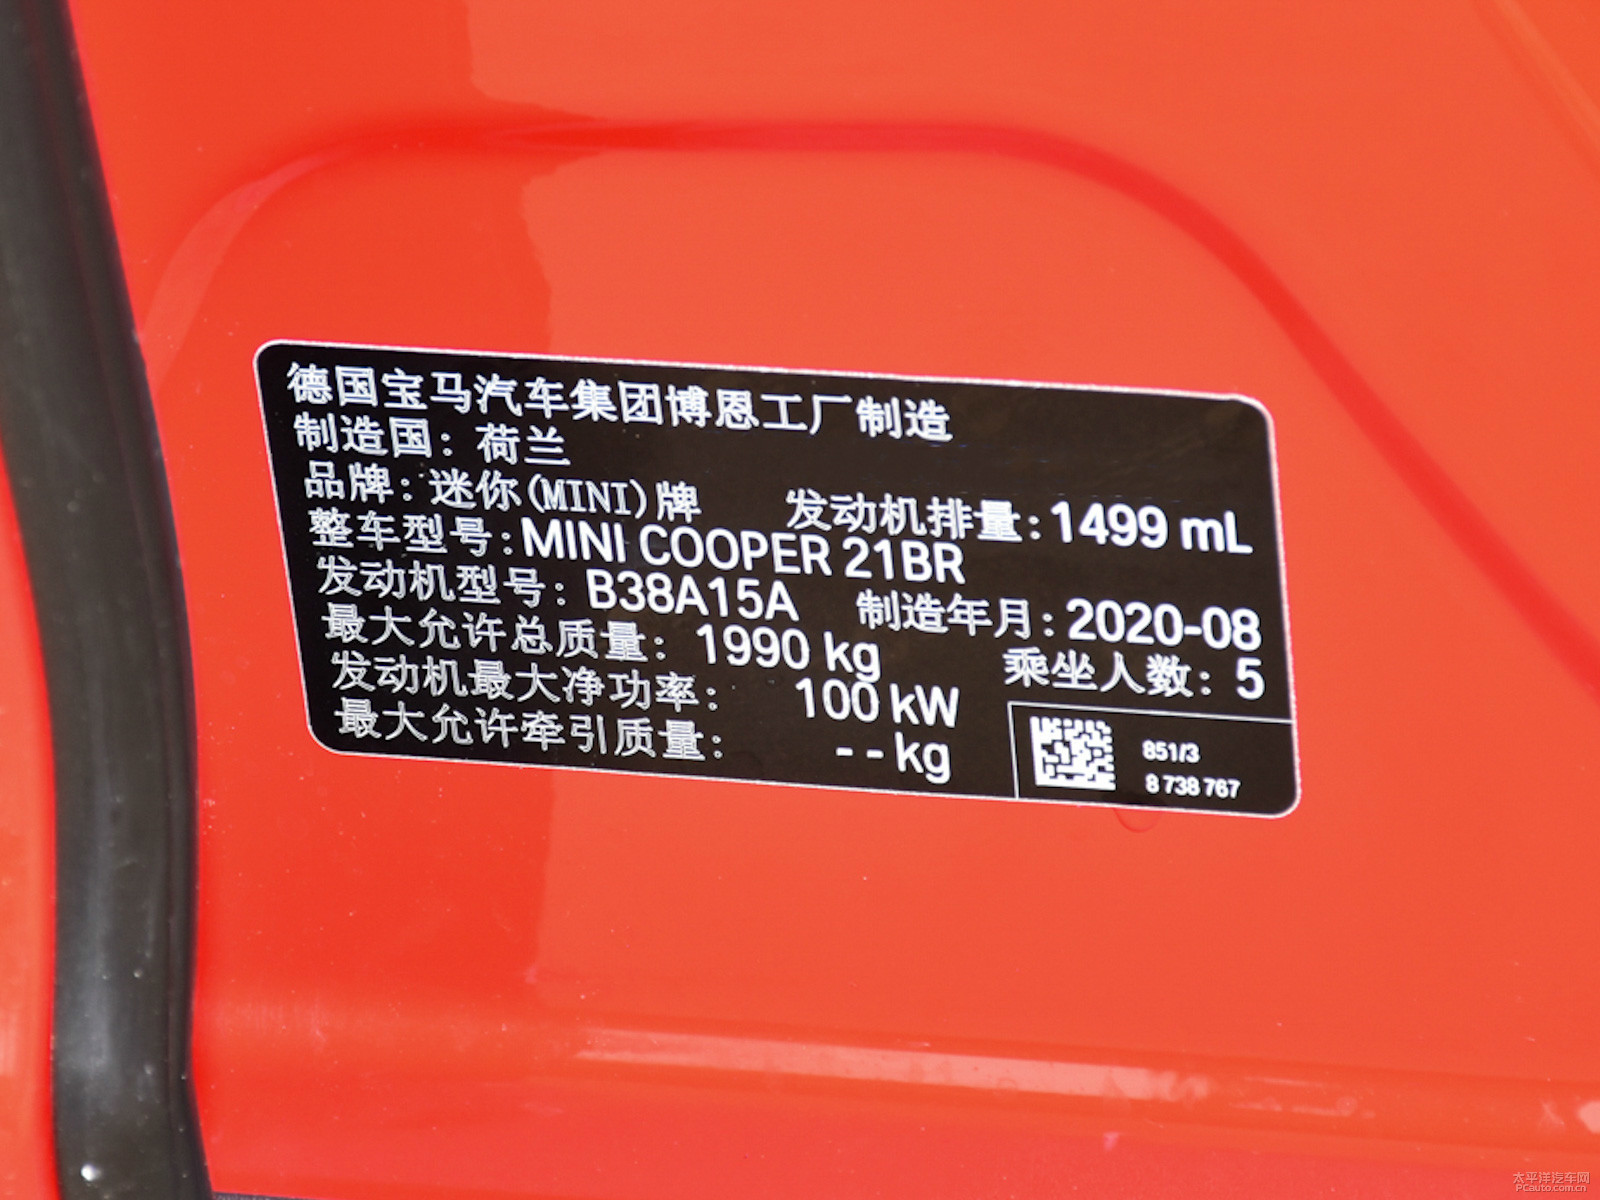 德国宝马汽车集团博恩工厂制造
制造国：荷兰
品牌：迷你(MINI)牌 发动机排量：1499 mL
整车型号：MINI COOPER 21BR
发动机型号：B38A15A 制造年月：2020-08
最大允许总质量：1990 kg 乘坐人数：5
发动机最大净功率：100 kW
最大允许牵引质量：--kg
851/3
8 738 767
太平洋汽车网
PCauto.com.cn